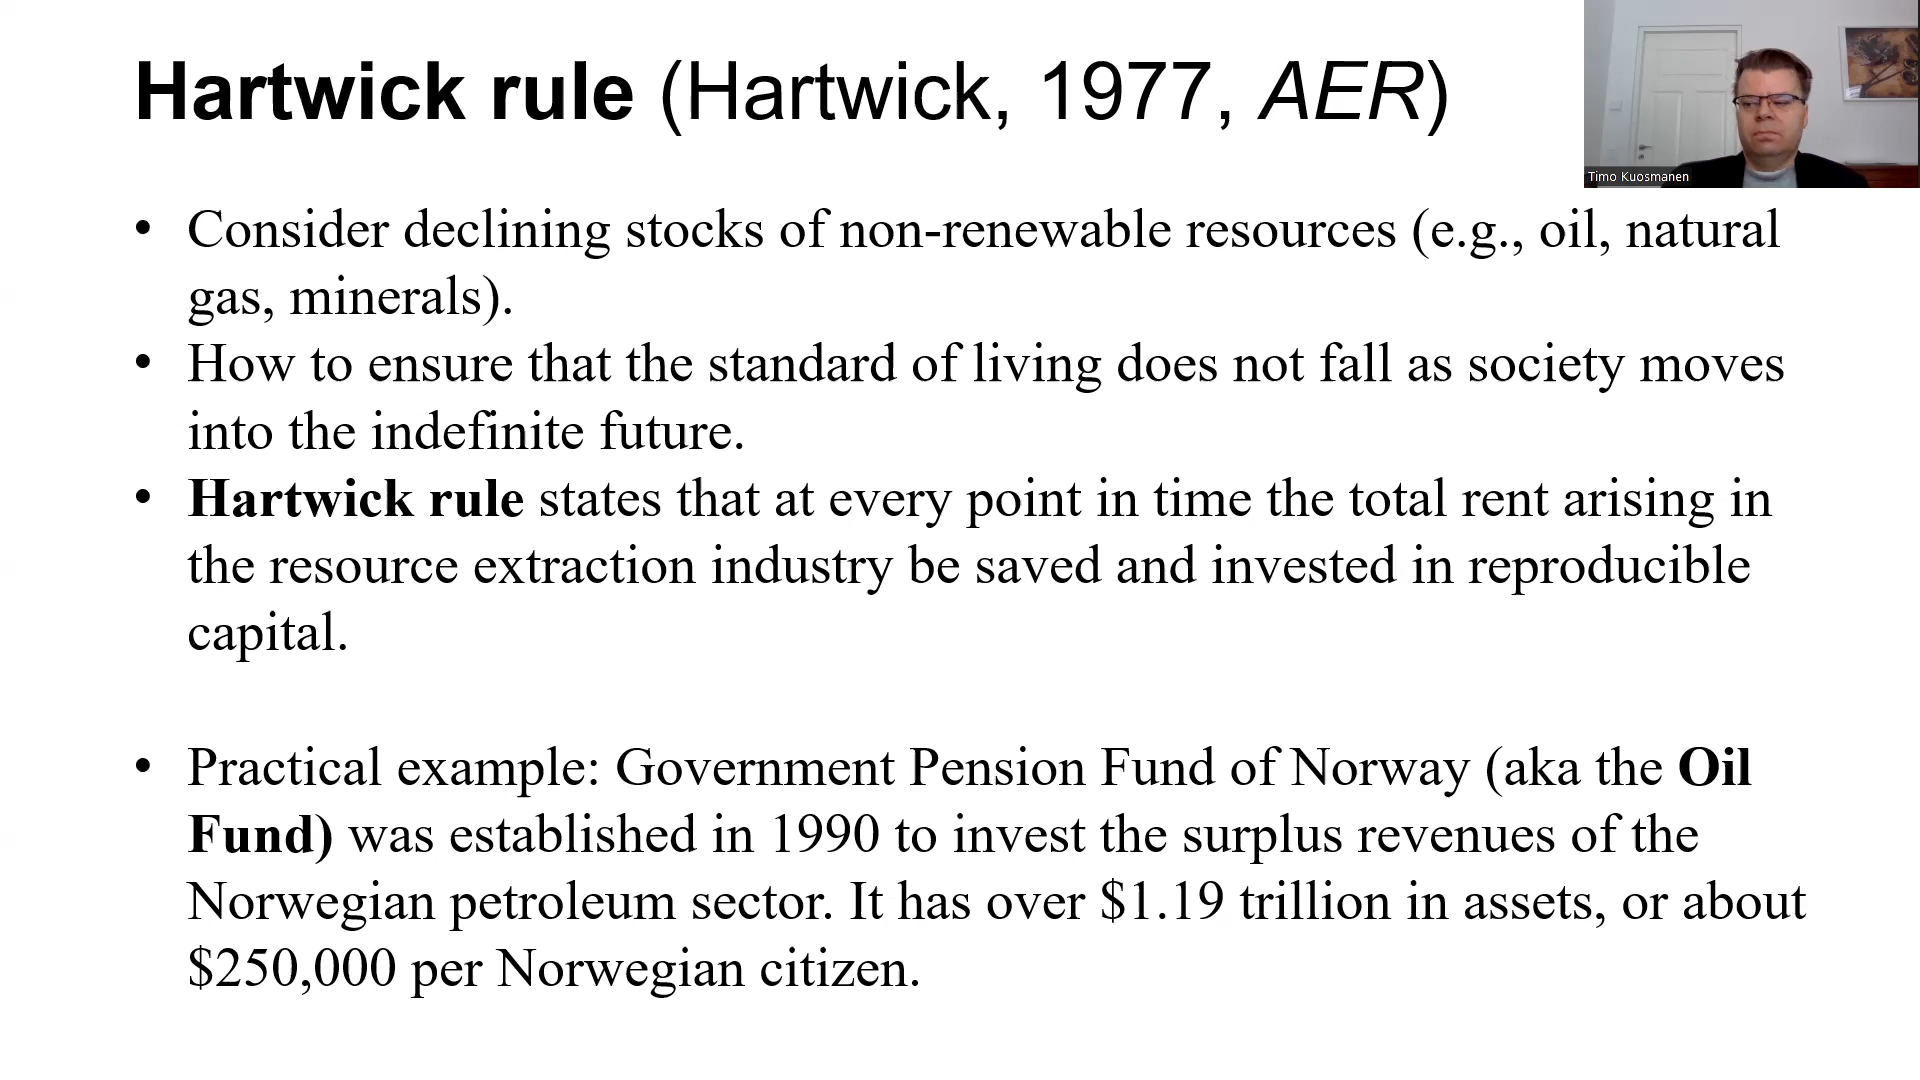 Hartwick rule (Hartwick, 1977, AER)
Timo Kuosmanen
• Consider declining stocks of non-renewable resources (e.g., oil, natural
gas, minerals).
• How to ensure that the standard of living does not fall as society moves
into the indefinite future.
• Hartwick rule states that at every point in time the total rent arising in
the resource extraction industry be saved and invested in reproducible
capital.
• Practical example: Government Pension Fund of Norway (aka the Oil
Fund) was established in 1990 to invest the surplus revenues of the
Norwegian petroleum sector. It has over $1.19 trillion in assets, or about
$250,000 per Norwegian citizen.